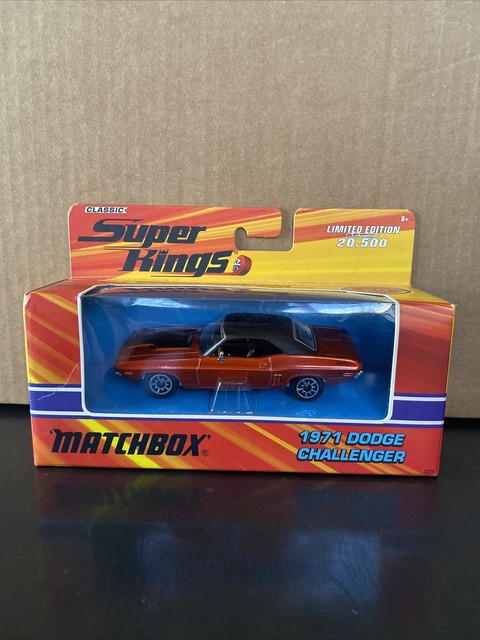 CLASSIC
Super
Kings
8+
LIMITED EDITION
20,500
'MATCHBOX'®
1971 DODGE
CHALLENGER